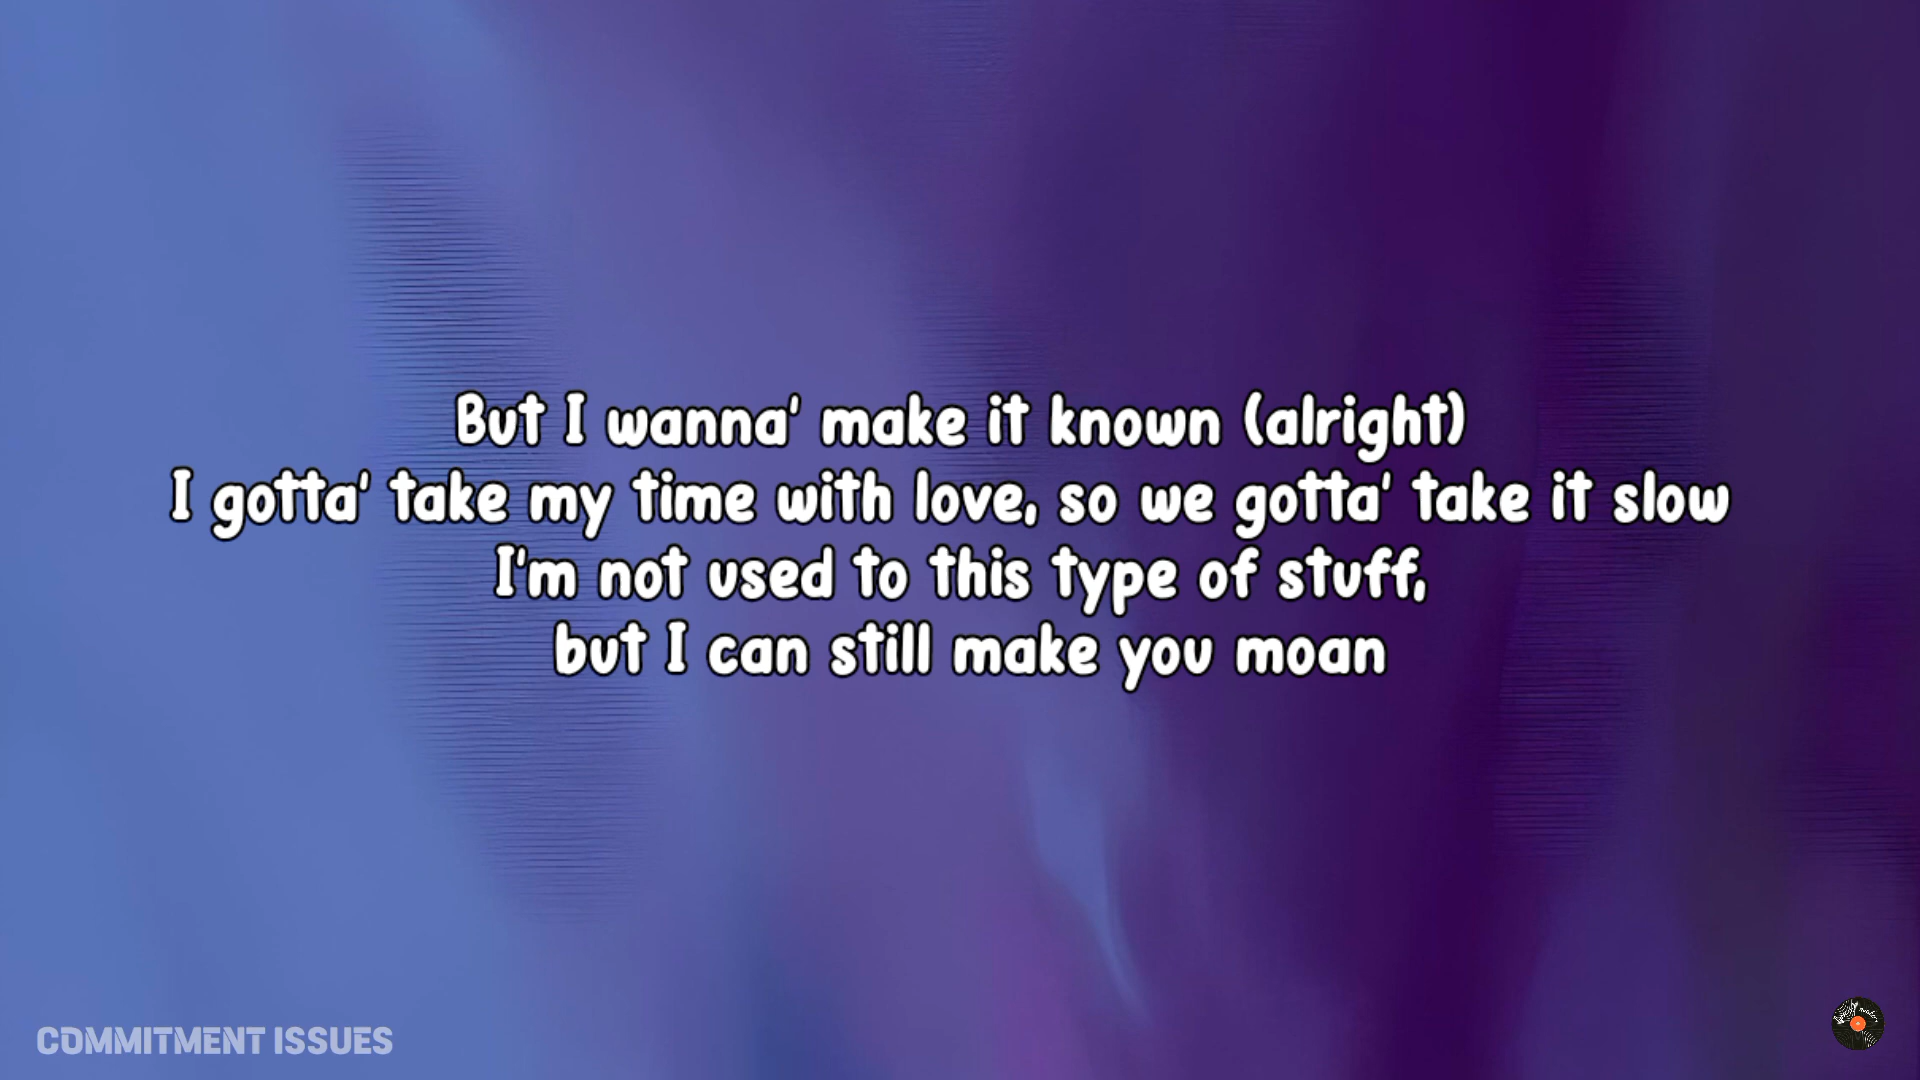 But I wanna' make it known (alright)
I gotta' take my time with love, so we gotta' take it slow
I'm not used to this type of stuff,
but I can still make you moan
COMMITMENT ISSUES